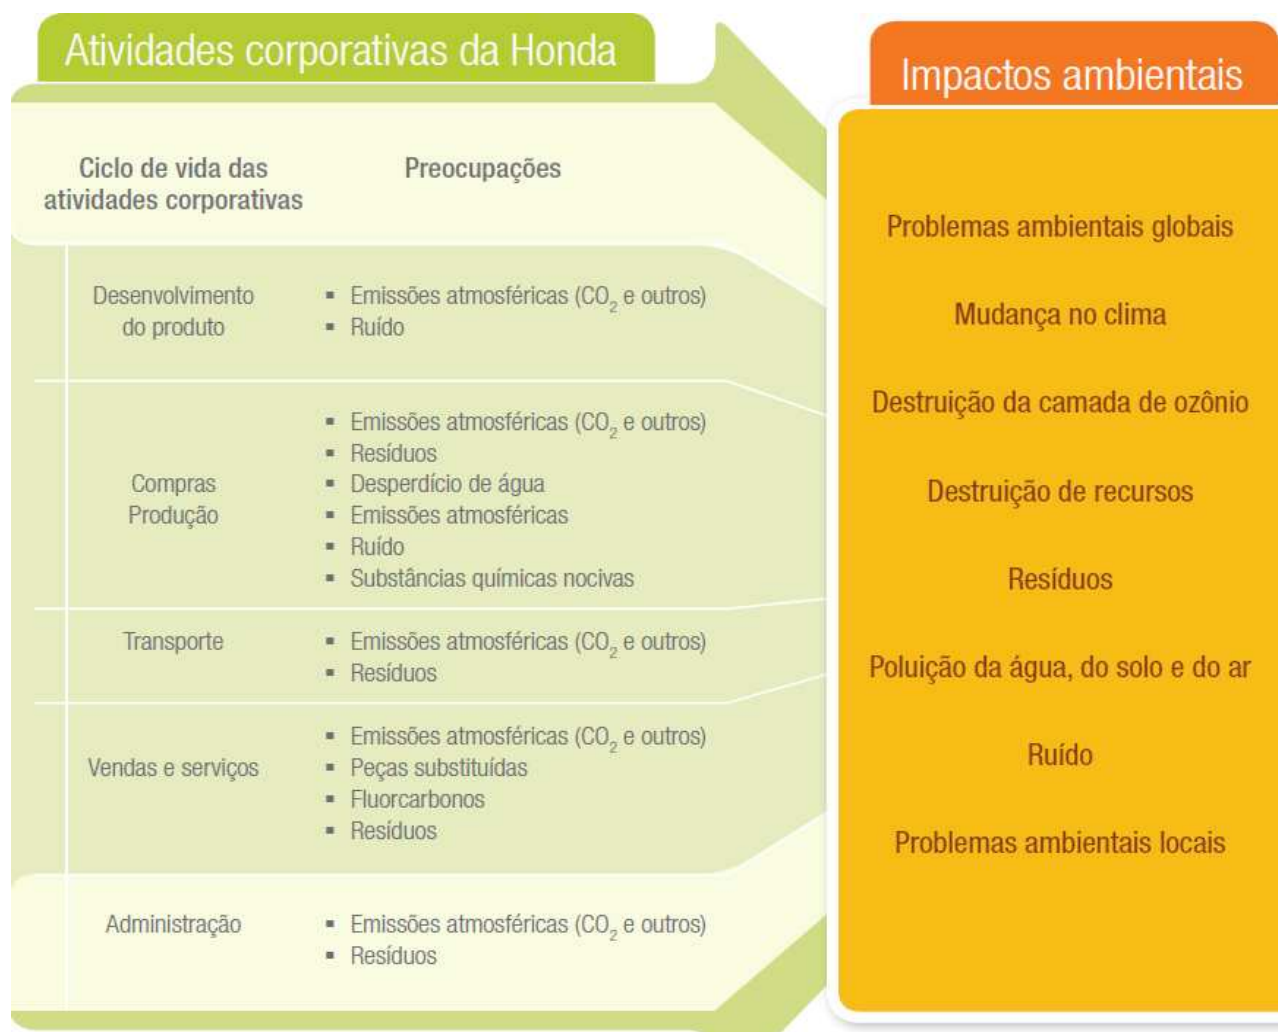 Atividades corporativas da Honda
Ciclo de vida das
atividades corporativas
Preocupações
Desenvolvimento
do produto
▪ Emissões atmosféricas (CO₂ e outros)
▪ Ruído
Compras
Produção
▪ Emissões atmosféricas (CO₂ e outros)
▪ Resíduos
▪ Desperdício de água
▪ Emissões atmosféricas
▪ Ruído
▪ Substâncias químicas nocivas
Transporte
▪ Emissões atmosféricas (CO₂ e outros)
▪ Resíduos
Vendas e serviços
▪ Emissões atmosféricas (CO₂ e outros)
▪ Peças substituídas
▪ Fluorcarbonos
▪ Resíduos
Administração
▪ Emissões atmosféricas (CO₂ e outros)
▪ Resíduos
Impactos ambientais
Problemas ambientais globais
Mudança no clima
Destruição da camada de ozônio
Destruição de recursos
Resíduos
Poluição da água, do solo e do ar
Ruído
Problemas ambientais locais